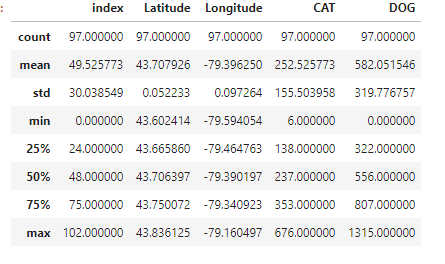 :
index Latitude Longitude CAT DOG
count 97.000000 97.000000 97.000000 97.000000 97.000000
mean 49.525773 43.707926 -79.396250 252.525773 582.051546
std 30.038549 0.052233 0.097264 155.503958 319.776757
min 0.000000 43.602414 -79.594054 6.000000 0.000000
25% 24.000000 43.665860 -79.464763 138.000000 322.000000
50% 48.000000 43.706397 -79.390197 237.000000 556.000000
75% 75.000000 43.750072 -79.340923 353.000000 807.000000
max 102.000000 43.836125 -79.160497 676.000000 1315.000000